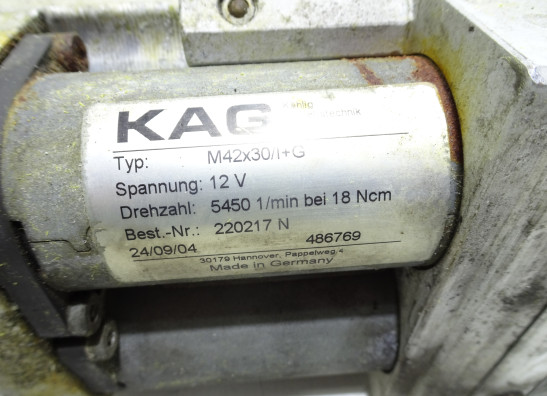 KAG
Typ: M42x30/I+G
Spannung: 12 V
Drehzahl: 5450 1/min bei 18 Ncm
Best.-Nr.: 220217 N
24/09/04 486769
30179 Hannover, Pappelweg 4
Made in Germany